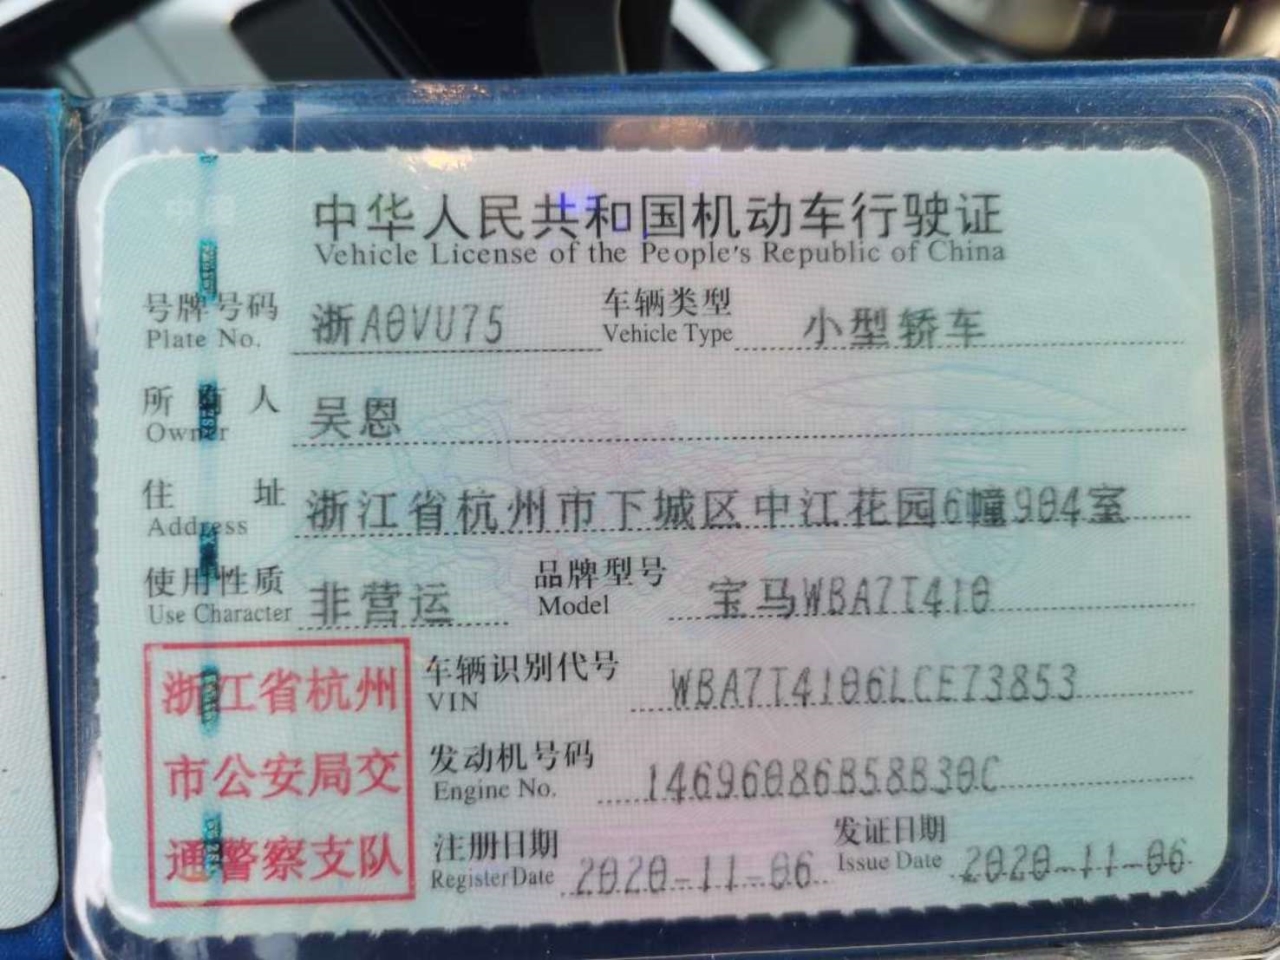 中华人民共和国机动车行驶证
Vehicle License of the People's Republic of China
号牌号码 浙A0VU75 车辆类型 小型轿车
Plate No. Vehicle Type
所有人 吴恩
Owner
住址 浙江省杭州市下城区中江花园6幢904室
Address
使用性质 非营运 品牌型号 宝马WBA7T410
Use Character Model
浙江省杭州
市公安局交
通警察支队
车辆识别代号 WBA7T4106LCE73853
VIN
发动机号码 14696086B58B30C
Engine No.
注册日期 2020-11-06 发证日期 2020-11-06
Register Date Issue Date